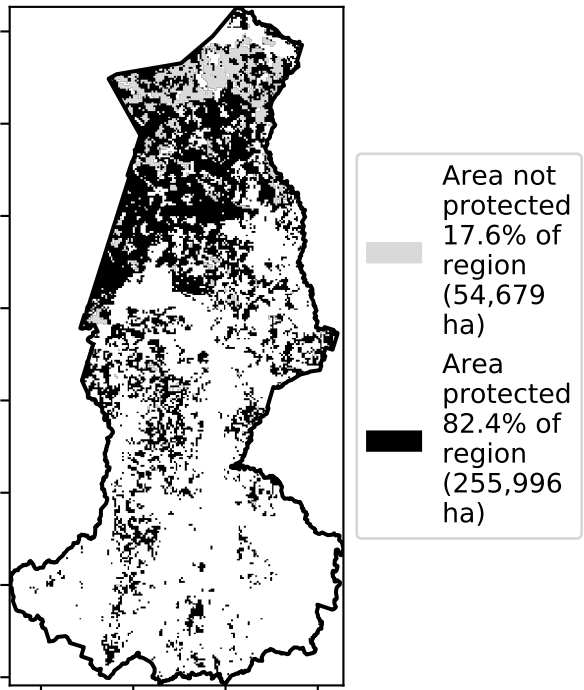 Area not
protected
17.6% of
region
(54,679
ha)
Area
protected
82.4% of
region
(255,996
ha)